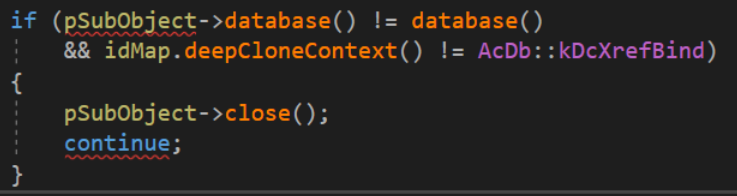 if (pSubObject->database() != database()
&& idMap.deepCloneContext() != AcDb::kDcXrefBind)
{
pSubObject->close();
continue;
}